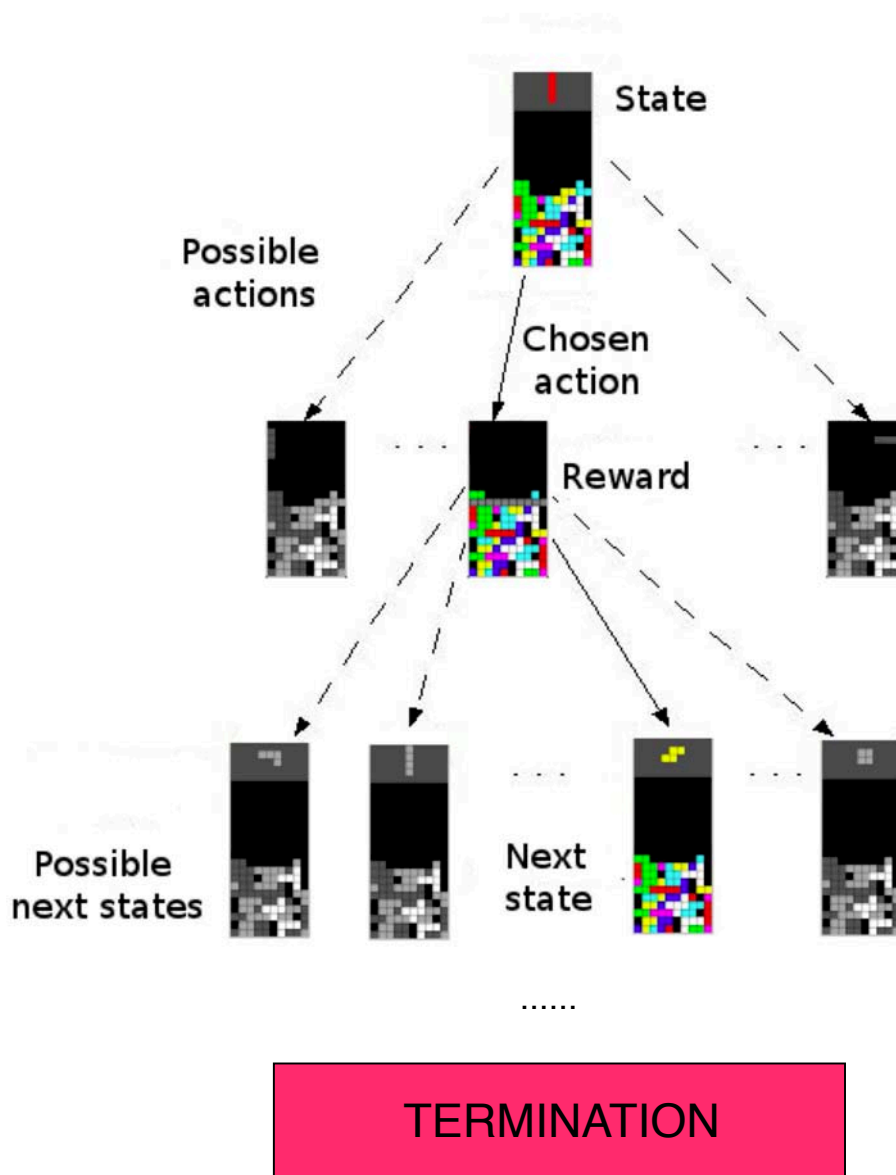 State
Possible
actions
Chosen
action
. . . .
. . . .
Reward
. . . .
. . . .
Possible
next states
Next
state
......
TERMINATION